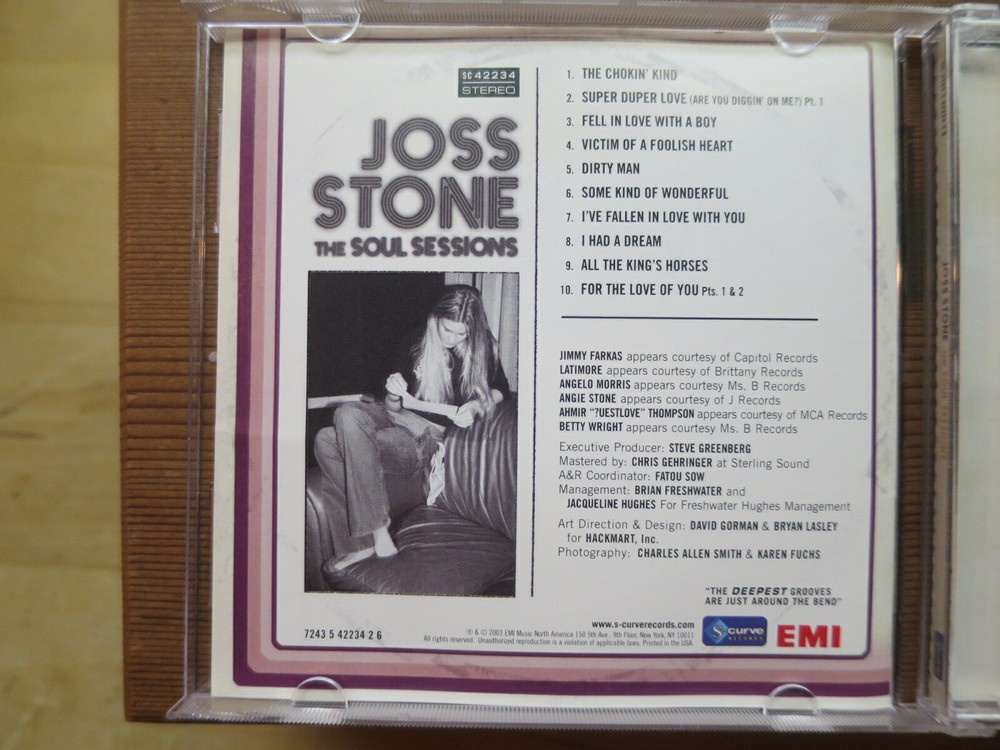 SC 42234
STEREO
JOSS
STONE
THE SOUL SESSIONS
1. THE CHOKIN' KIND
2. SUPER DUPER LOVE (ARE YOU DIGGIN' ON ME?) Pt. 1
3. FELL IN LOVE WITH A BOY
4. VICTIM OF A FOOLISH HEART
5. DIRTY MAN
6. SOME KIND OF WONDERFUL
7. I'VE FALLEN IN LOVE WITH YOU
8. I HAD A DREAM
9. ALL THE KING'S HORSES
10. FOR THE LOVE OF YOU Pts. 1 & 2
JIMMY FARKAS appears courtesy of Capitol Records
LATIMORE appears courtesy of Brittany Records
ANGELO MORRIS appears courtesy Ms. B Records
ANGIE STONE appears courtesy of J Records
AHMIR "?UESTLOVE" THOMPSON appears courtesy of MCA Records
BETTY WRIGHT appears courtesy Ms. B Records
Executive Producer: STEVE GREENBERG
Mastered by: CHRIS GEHRINGER at Sterling Sound
A&R Coordinator: FATOU SOW
Management: BRIAN FRESHWATER and
JACQUELINE HUGHES For Freshwater Hughes Management
Art Direction & Design: DAVID GORMAN & BRYAN LASLEY
for HACKMART, Inc.
Photography: CHARLES ALLEN SMITH & KAREN FUCHS
"THE DEEPEST GROOVES
ARE JUST AROUND THE BEND"
7243 5 42234 2 6
www.s-curverecords.com
℗ & © 2003 EMI Music North America 150 5th Ave., 9th Floor, New York, NY 10011
All rights reserved. Unauthorized reproduction is a violation of applicable laws. Printed in the USA.
S-curve
RECORDS
EMI